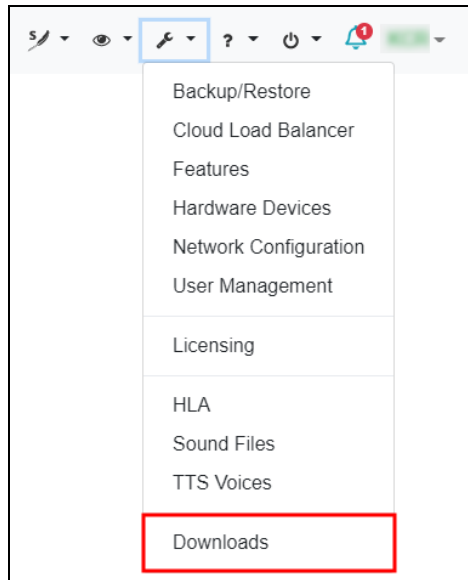 S
?
1
Backup/Restore
Cloud Load Balancer
Features
Hardware Devices
Network Configuration
User Management
Licensing
HLA
Sound Files
TTS Voices
Downloads